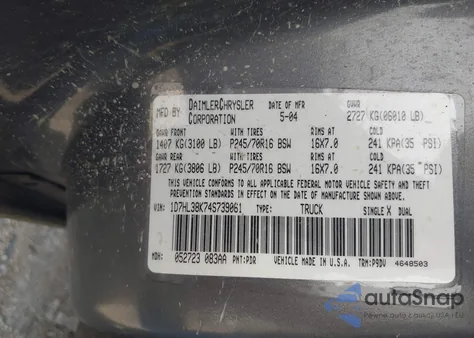 MFD BY DAIMLERCHRYSLER CORPORATION DATE OF MFR 5-04 GVWR 2727 KG(06010 LB)
GAWR FRONT WITH TIRES RIMS AT COLD
1407 KG(3100 LB) P245/70R16 BSW 16X7.0 241 KPA(35 PSI)
GAWR REAR WITH TIRES RIMS AT COLD
1727 KG(3806 LB) P245/70R16 BSW 16X7.0 241 KPA(35 PSI)
THIS VEHICLE CONFORMS TO ALL APPLICABLE FEDERAL MOTOR VEHICLE SAFETY AND THEFT
PREVENTION STANDARDS IN EFFECT ON THE DATE OF MANUFACTURE SHOWN ABOVE.
VIN: 1D7HL38K74S739061 TYPE: TRUCK SINGLE X DUAL
MDH: 052723 083AA PNT:PDR VEHICLE MADE IN U.S.A. TRM:P9DV 4648503
autoSnap